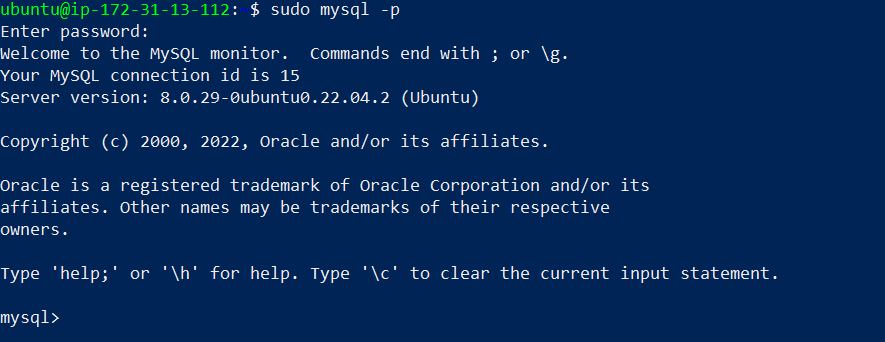 ubuntu@ip-172-31-13-112:~$ sudo mysql -p
Enter password:
Welcome to the MySQL monitor.  Commands end with ; or \g.
Your MySQL connection id is 15
Server version: 8.0.29-0ubuntu0.22.04.2 (Ubuntu)
Copyright (c) 2000, 2022, Oracle and/or its affiliates.
Oracle is a registered trademark of Oracle Corporation and/or its
affiliates. Other names may be trademarks of their respective
owners.
Type 'help;' or '\h' for help. Type '\c' to clear the current input statement.
mysql>